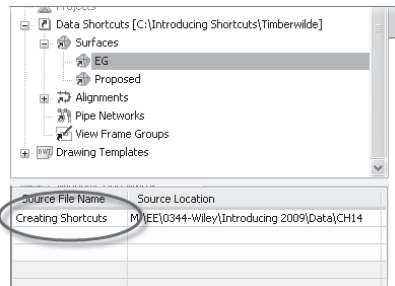 Projects
Data Shortcuts [C:\Introducing Shortcuts\Timberwilde]
Surfaces
EG
Proposed
Alignments
Pipe Networks
View Frame Groups
Drawing Templates
Source File Name Source Location
Creating Shortcuts M:\EE\0344-Wiley\Introducing 2009\Data\CH14